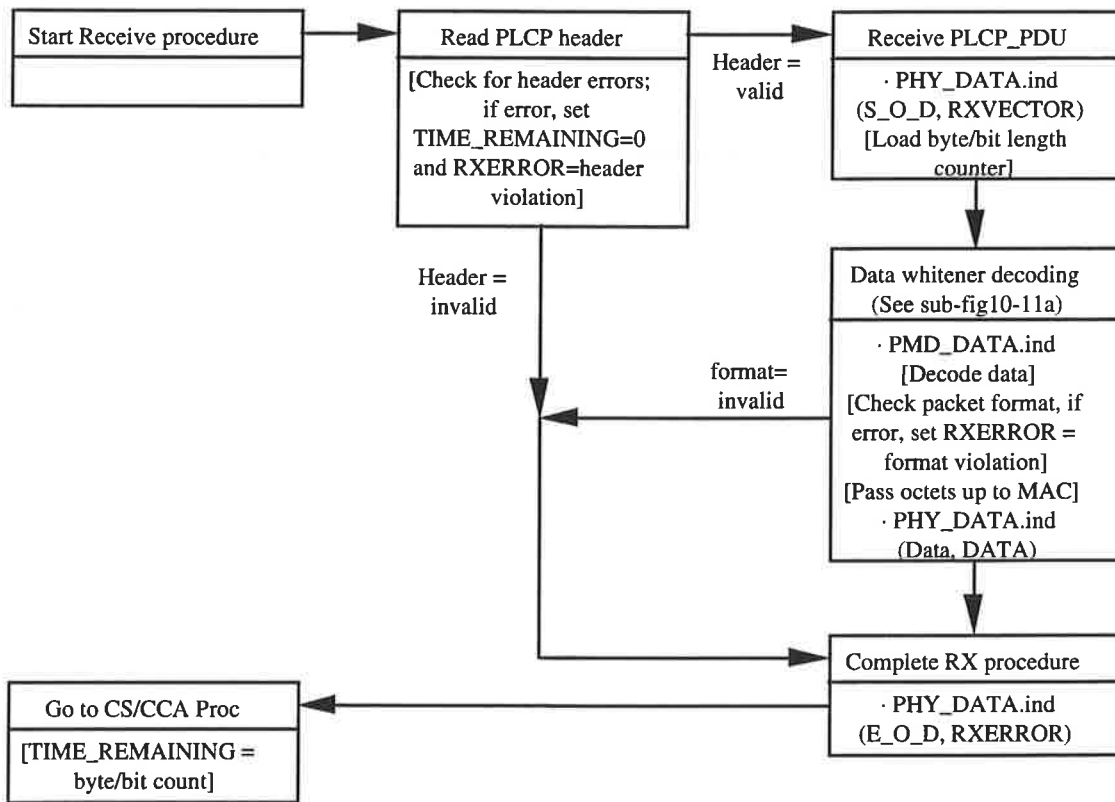 Start Receive procedure
Read PLCP header
[Check for header errors;
if error, set
TIME_REMAINING=0
and RXERROR=header
violation]
Header =
valid
Receive PLCP_PDU
· PHY_DATA.ind
(S_O_D, RXVECTOR)
[Load byte/bit length
counter]
Header =
invalid
Data whitener decoding
(See sub-fig10-11a)
· PMD_DATA.ind
[Decode data]
[Check packet format, if
error, set RXERROR =
format violation]
[Pass octets up to MAC]
· PHY_DATA.ind
(Data, DATA)
format=
invalid
Complete RX procedure
· PHY_DATA.ind
(E_O_D, RXERROR)
Go to CS/CCA Proc
[TIME_REMAINING =
byte/bit count]